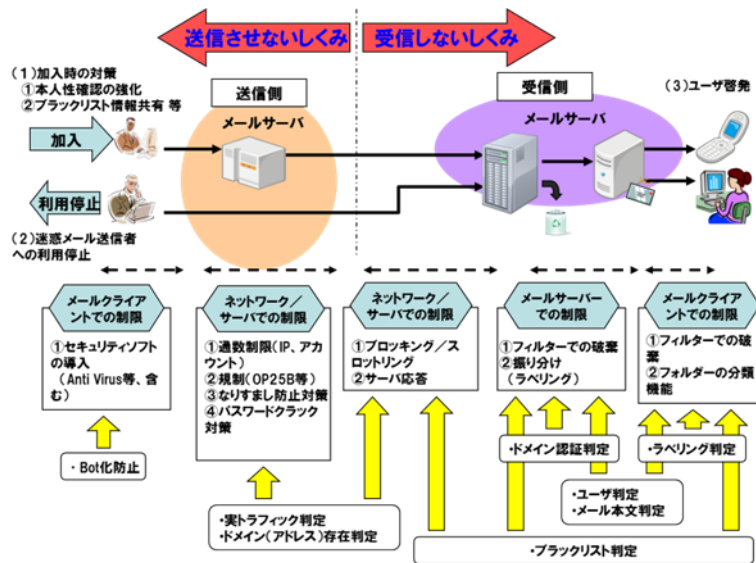 送信させないしくみ
受信しないしくみ
(1)加入時の対策
①本人性確認の強化
②ブラックリスト情報共有 等
送信側
受信側
(3)ユーザ啓発
メールサーバ
メールサーバ
加入
利用停止
(2)迷惑メール送信者
への利用停止
メールクライア
ントでの制限
①セキュリティソフト
の導入
(Anti Virus等、含
む)
ネットワーク/
サーバでの制限
①通数制限(IP、アカ
ウント)
②規制(OP25B等)
③なりすまし防止対策
④パスワードクラック
対策
ネットワーク/
サーバでの制限
①ブロッキング/ス
ロットリング
②サーバ応答
メールサーバー
での制限
①フィルターでの破棄
②振り分け
(ラベリング)
メールクライア
ントでの制限
①フィルターでの破
棄
②フォルダーの分類
機能
・Bot化防止
・ドメイン認証判定
・ラベリング判定
・ユーザ判定
・メール本文判定
・実トラフィック判定
・ドメイン(アドレス)存在判定
・ブラックリスト判定